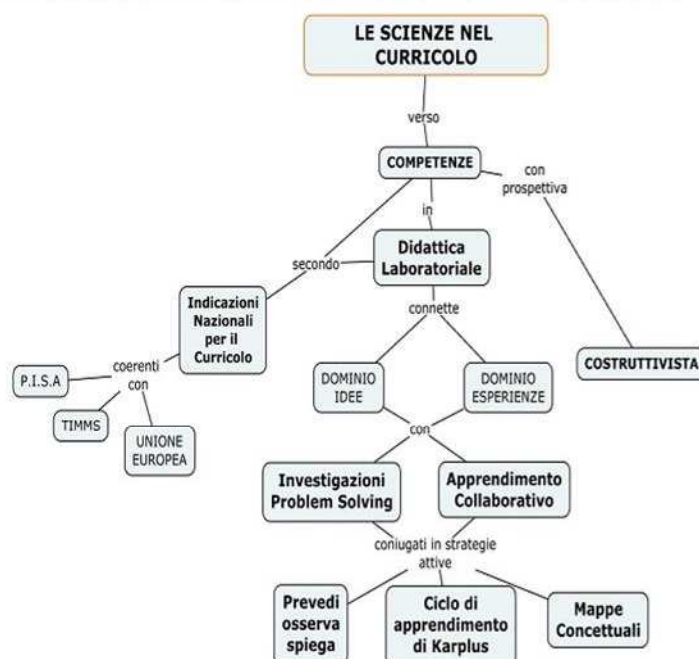 LE SCIENZE NEL
CURRICOLO
verso
COMPETENZE
con
prospettiva
in
Didattica
Laboratoriale
secondo
Indicazioni
Nazionali
per il
Curricolo
connette
coerenti
con
P.I.S.A
TIMMS
UNIONE
EUROPEA
DOMINIO
IDEE
DOMINIO
ESPERIENZE
COSTRUTTIVISTA
con
Investigazioni
Problem Solving
Apprendimento
Collaborativo
coniugati in strategie
attive
Prevedi
osserva
spiega
Ciclo di
apprendimento
di Karplus
Mappe
Concettuali